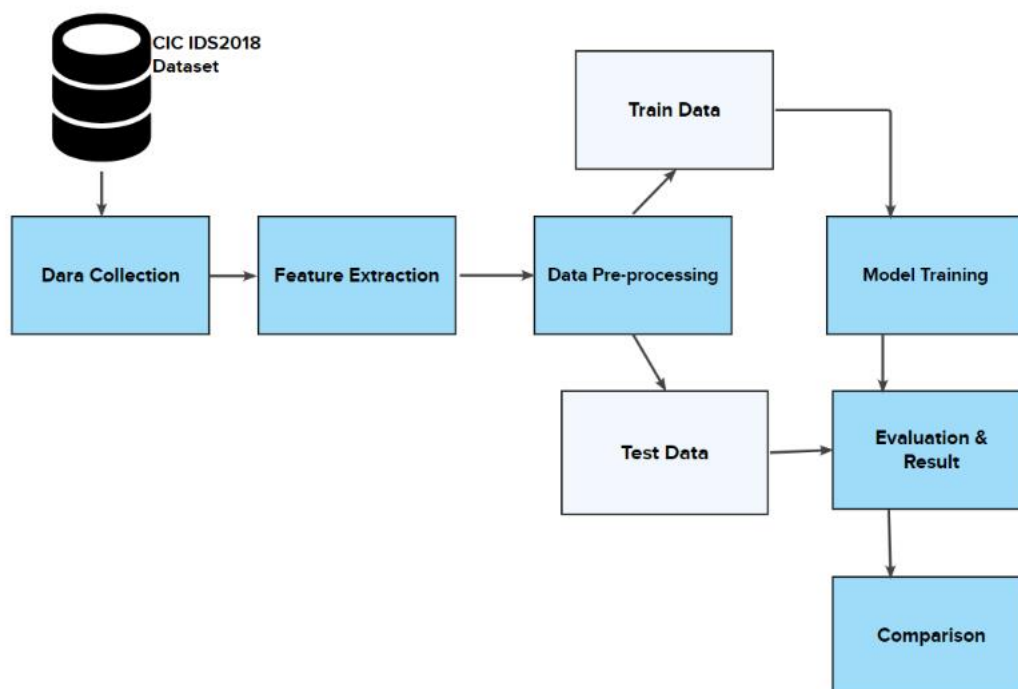 CIC IDS2018
Dataset
Train Data
Dara Collection
Feature Extraction
Data Pre-processing
Model Training
Test Data
Evaluation &
Result
Comparison